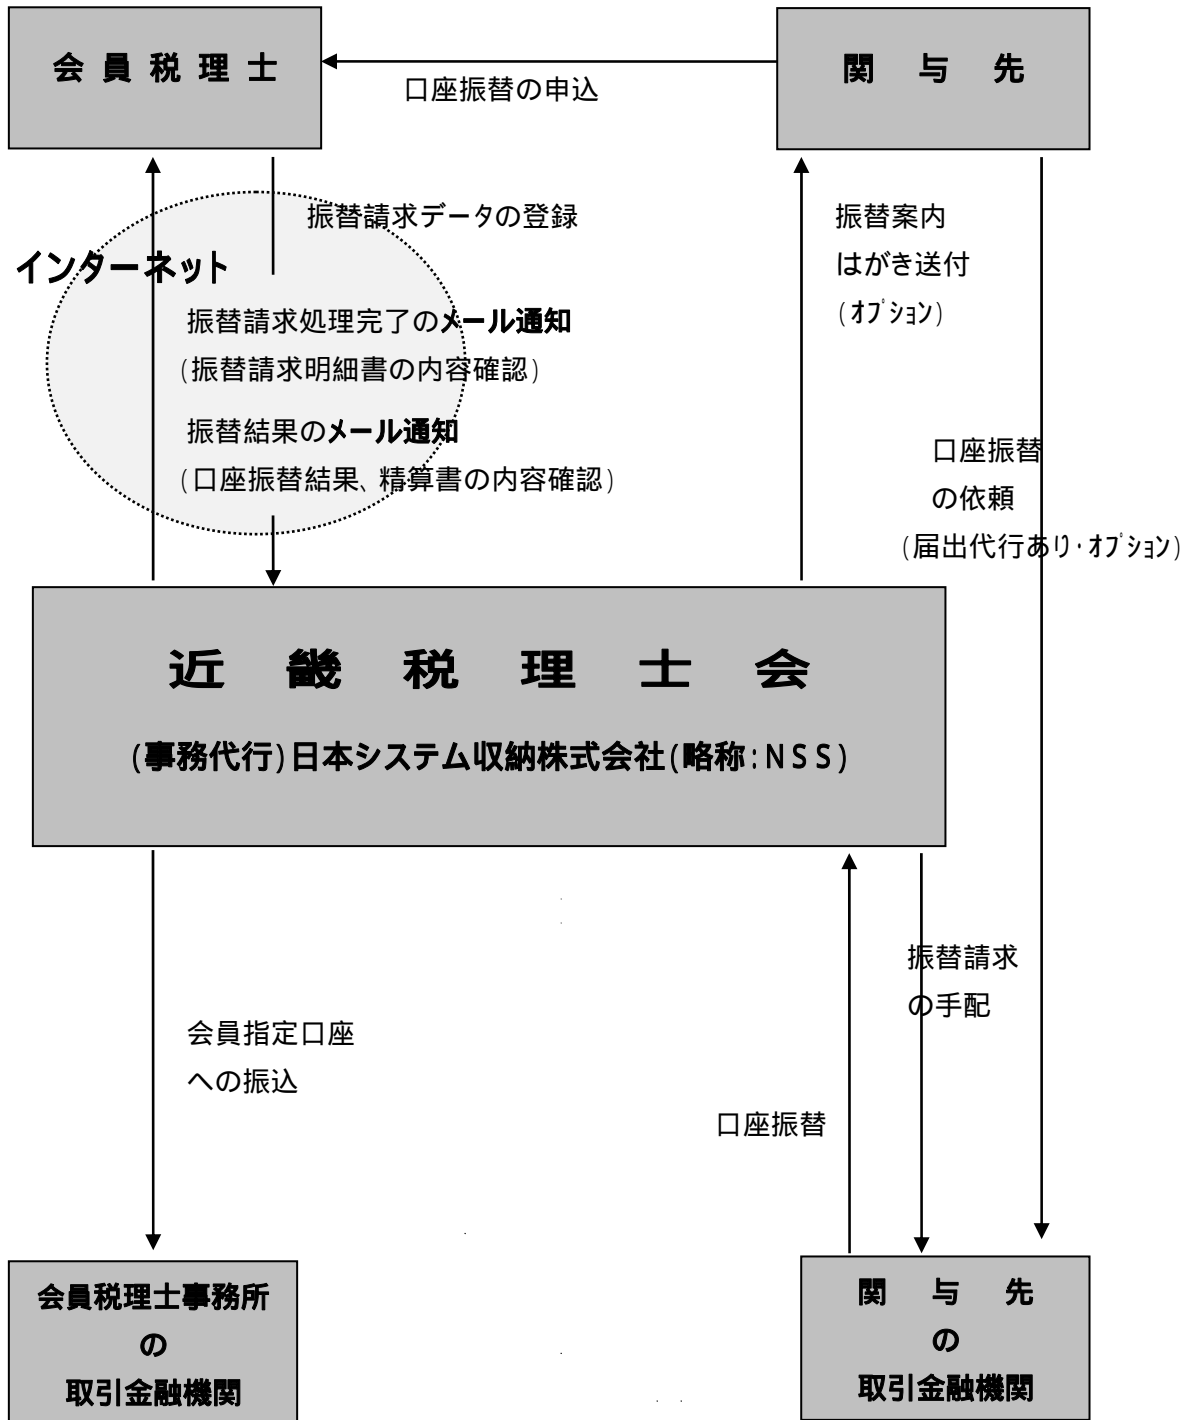 会員税理士
関与先
口座振替の申込
振替請求データの登録
インターネット
振替請求処理完了のメール通知
(振替請求明細書の内容確認)
振替結果のメール通知
(口座振替結果、精算書の内容確認)
振替案内
はがき送付
(ｵﾌﾟｼｮﾝ)
口座振替
の依頼
(届出代行あり・ｵﾌﾟｼｮﾝ)
近畿税理士会
(事務代行)日本システム収納株式会社(略称:NSS)
会員指定口座
への振込
振替請求
の手配
口座振替
会員税理士事務所
の
取引金融機関
関与先
の
取引金融機関